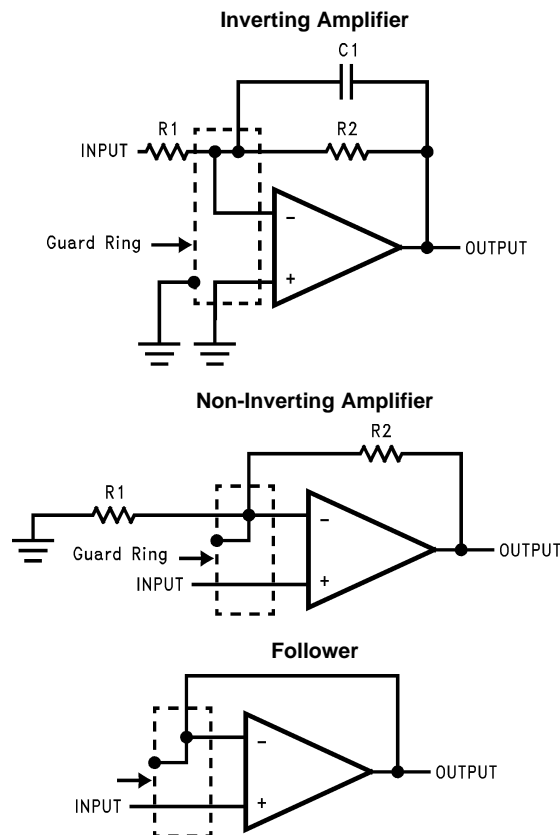 Inverting Amplifier
C1
R1
R2
INPUT
-
Guard Ring
OUTPUT
+
Non-Inverting Amplifier
R2
R1
-
Guard Ring
OUTPUT
INPUT
+
Follower
-
OUTPUT
INPUT
+